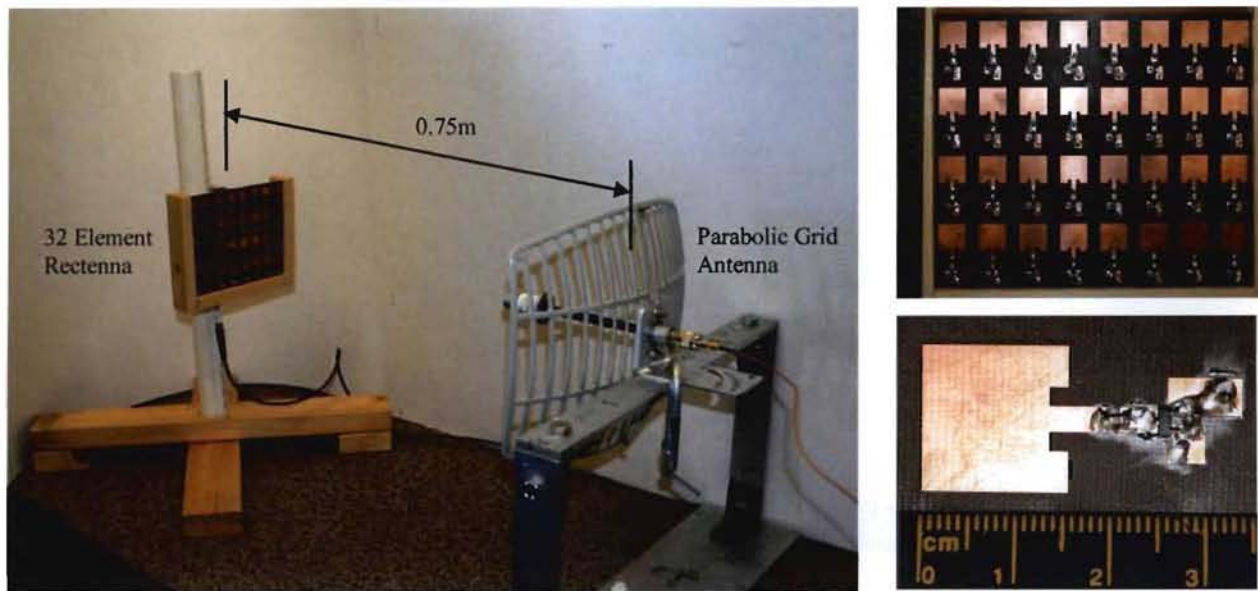 0.75m
32 Element
Rectenna
Parabolic Grid
Antenna
cm
0 1 2 3